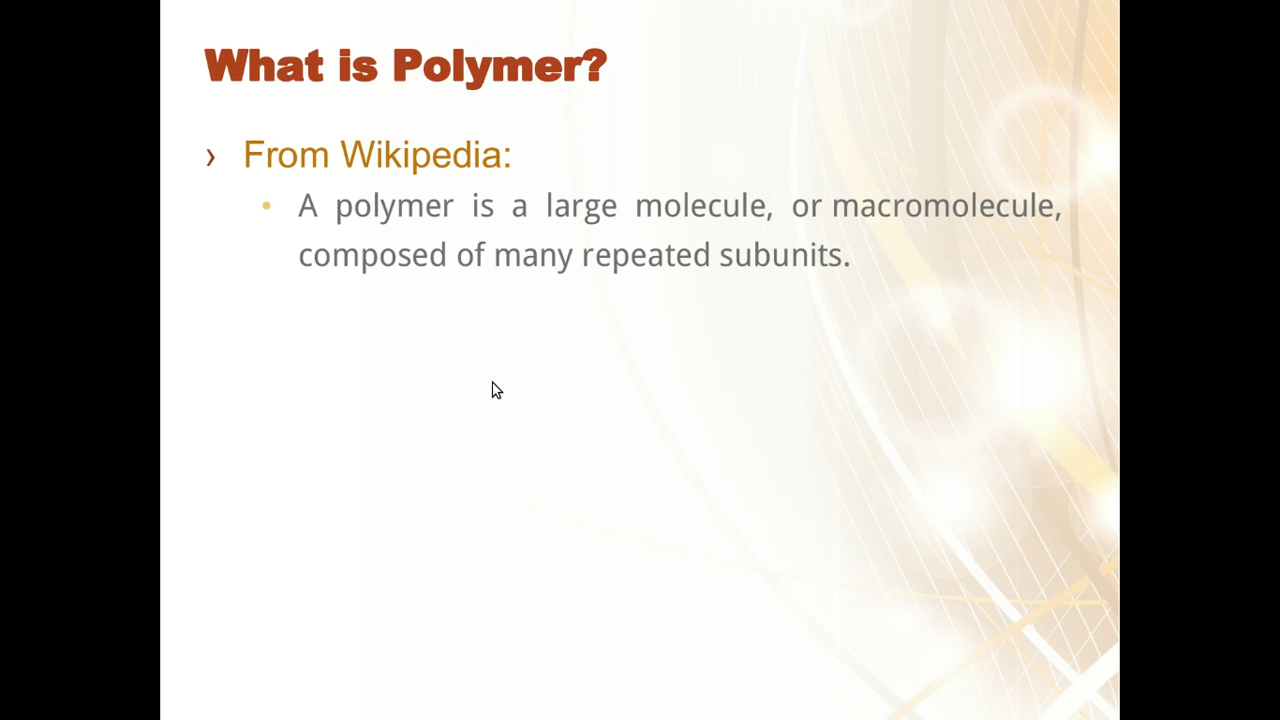 What is Polymer?
› From Wikipedia:
• A polymer is a large molecule, or macromolecule,
composed of many repeated subunits.